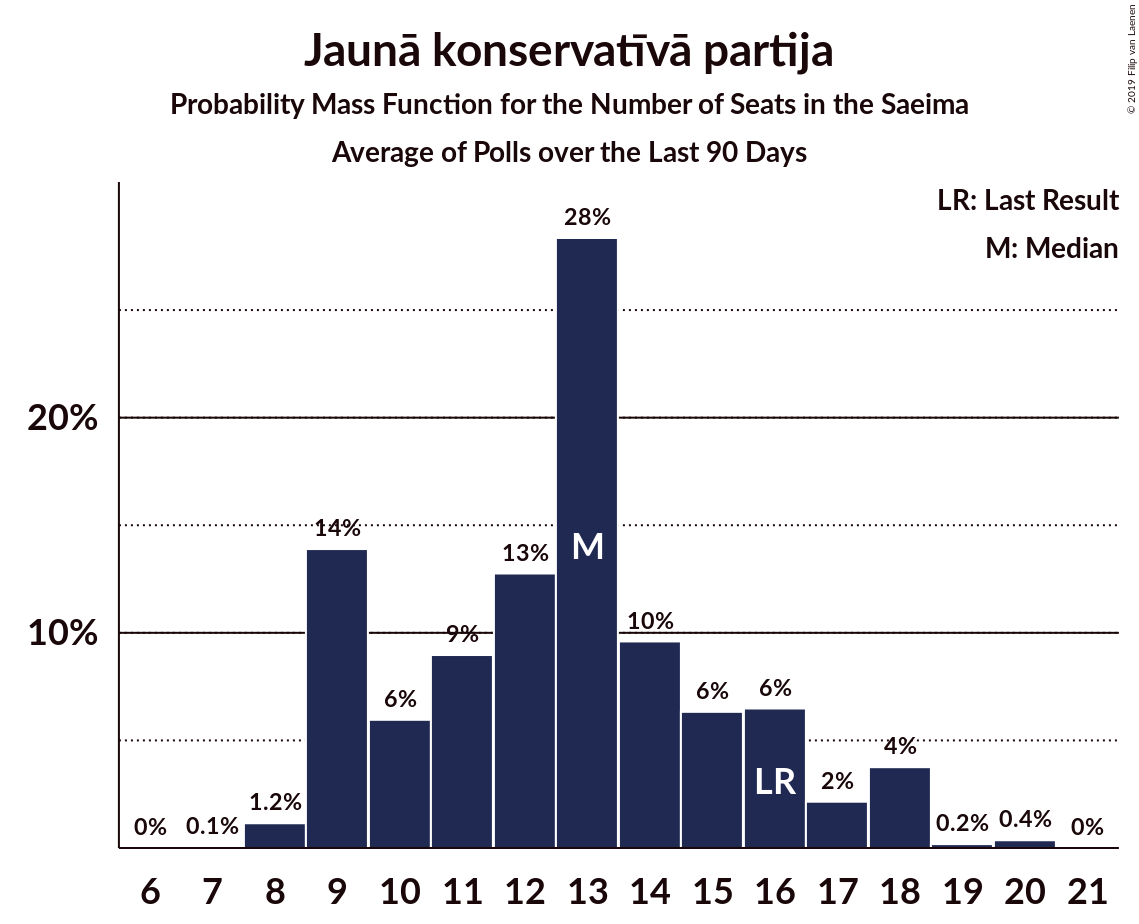 Jaunā konservatīvā partija
Probability Mass Function for the Number of Seats in the Saeima
Average of Polls over the Last 90 Days
© 2019 Filip van Laenen
LR: Last Result
M: Median
28%
20%
14%
13%
M
10%
9%
10%
6%
6%
6%
4%
LR
2%
1.2%
0%
0.1%
0.2%
0.4%
0%
6 7 8 9 10 11 12 13 14 15 16 17 18 19 20 21